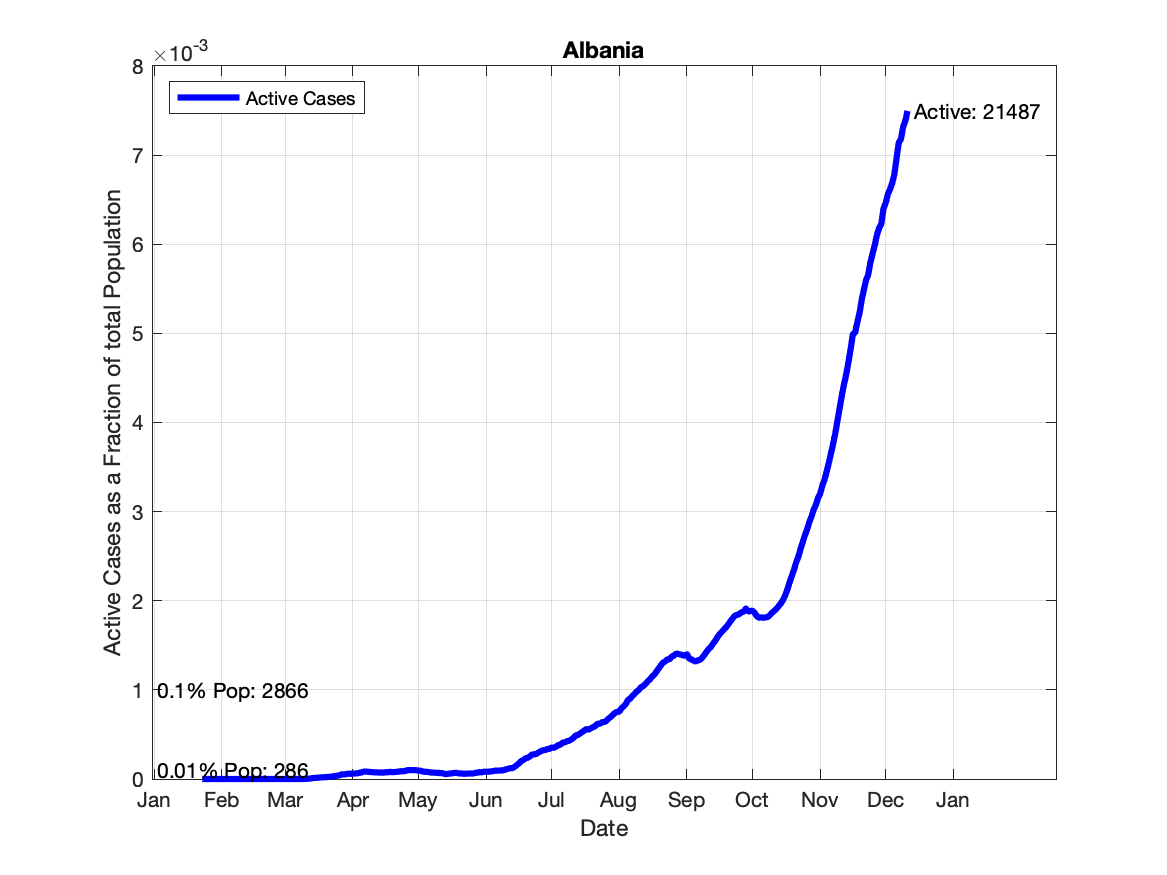 Albania
×10-3
Active Cases
Active: 21487
8
7
6
5
4
3
2
1
0
0.1% Pop: 2866
0.01% Pop: 286
Active Cases as a Fraction of total Population
Jan Feb Mar Apr May Jun Jul Aug Sep Oct Nov Dec Jan
Date